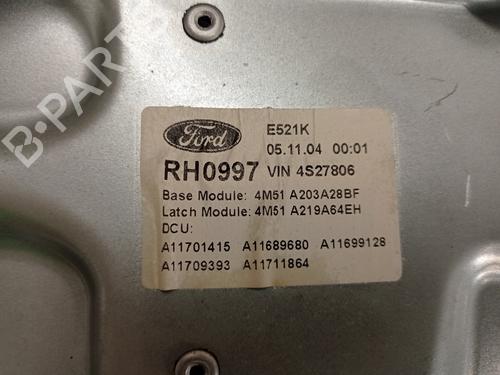 B-PARTS
Ford
E521K
05.11.04 00:01
RH0997 VIN 4S27806
Base Module: 4M51 A203A28BF
Latch Module: 4M51 A219A64EH
DCU:
A11701415 A11689680 A11699128
A11709393 A11711864